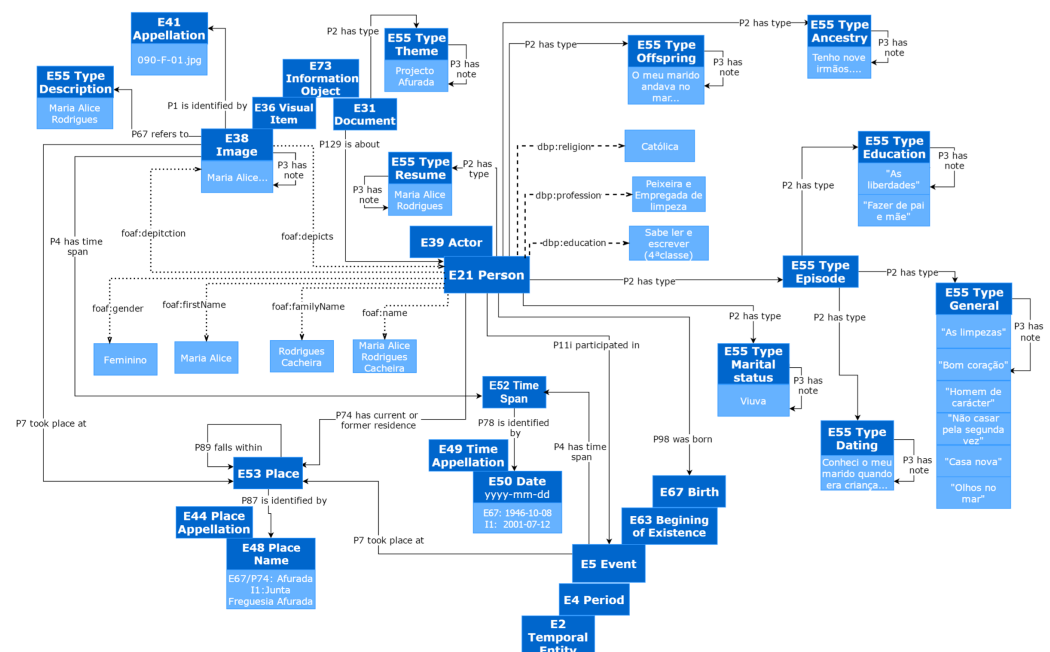 E41
Appellation
090-F-01.jpg
P2 has type
E55 Type
Theme
Projecto
Afurada
P3 has
note
P2 has type
E55 Type
Offspring
O meu marido
andava no
mar...
P3 has
note
P2 has type
E55 Type
Ancestry
Tenho nove
irmãos....
P3 has
note
E55 Type
Description
Maria Alice
Rodrigues
E73
Information
Object
E36 Visual
Item
E31
Document
P1 is identified by
P67 refers to
E38
Image
Maria Alice...
P3 has
note
P129 is about
E55 Type
Resume
Maria Alice
Rodrigues
P3 has
note
P2 has
type
dbp:religion
Católica
dbp:profession
Peixeira e
Empregada de
limpeza
dbp:education
Sabe ler e
escrever
(4ªclasse)
E55 Type
Education
"As
liberdades"
"Fazer de pai
e mãe"
P3 has
note
P2 has type
P4 has time
span
foaf:depitction
foaf:depicts
E39 Actor
E21 Person
P2 has type
E55 Type
Episode
P2 has type
E55 Type
General
"As limpezas"
"Bom coração"
"Homem de
carácter"
"Não casar
pela segunda
vez"
"Casa nova"
"Olhos no
mar"
P3 has
note
foaf:gender
foaf:firstName
foaf:familyName
foaf:name
Feminino
Maria Alice
Rodrigues
Cacheira
Maria Alice
Rodrigues
Cacheira
P2 has type
P2 has type
P11i participated in
E55 Type
Marital
status
Viuva
P3 has
note
E52 Time
Span
P7 took place at
P74 has current or
former residence
P78 is identified
by
P89 falls within
P4 has time
span
P98 was born
E55 Type
Dating
Conheci o meu
marido quando
era criança...
P3 has
note
E49 Time
Appellation
E53 Place
E50 Date
yyyy-mm-dd
E67: 1946-10-08
I1: 2001-07-12
E67 Birth
P87 is identified by
E44 Place
Appellation
E63 Begining
of Existence
E48 Place
Name
E67/P74: Afurada
I1:Junta
Freguesia Afurada
P7 took place at
E5 Event
E4 Period
E2
Temporal
Entity